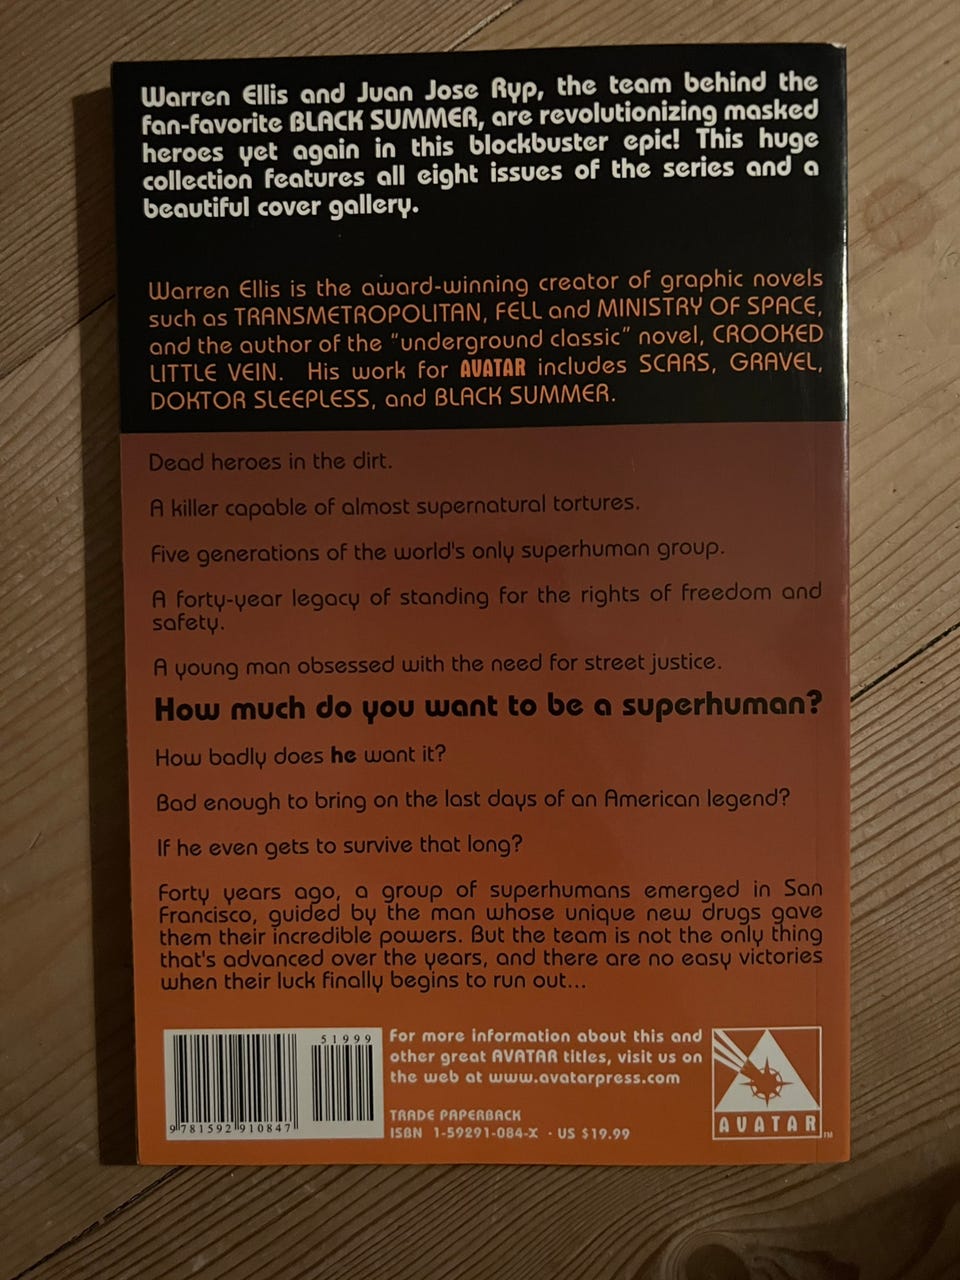 Warren Ellis and Juan Jose Ryp, the team behind the
fan-favorite BLACK SUMMER, are revolutionizing masked
heroes yet again in this blockbuster epic! This huge
collection features all eight issues of the series and a
beautiful cover gallery.
Warren Ellis is the award-winning creator of graphic novels
such as TRANSMETROPOLITAN, FELL and MINISTRY OF SPACE,
and the author of the "underground classic" novel, CROOKED
LITTLE VEIN. His work for AVATAR includes SCARS, GRAVEL,
DOKTOR SLEEPLESS, and BLACK SUMMER.
Dead heroes in the dirt.
A killer capable of almost supernatural tortures.
Five generations of the world's only superhuman group.
A forty-year legacy of standing for the rights of freedom and
safety.
A young man obsessed with the need for street justice.
How much do you want to be a superhuman?
How badly does he want it?
Bad enough to bring on the last days of an American legend?
If he even gets to survive that long?
Forty years ago, a group of superhumans emerged in San
Francisco, guided by the man whose unique new drugs gave
them their incredible powers. But the team is not the only thing
that's advanced over the years, and there are no easy victories
when their luck finally begins to run out...
51999
9781592910847
For more information about this and
other great AVATAR titles, visit us on
the web at www.avatarpress.com
TRADE PAPERBACK
ISBN 1-59291-084-X · US $19.99
AVATAR TM